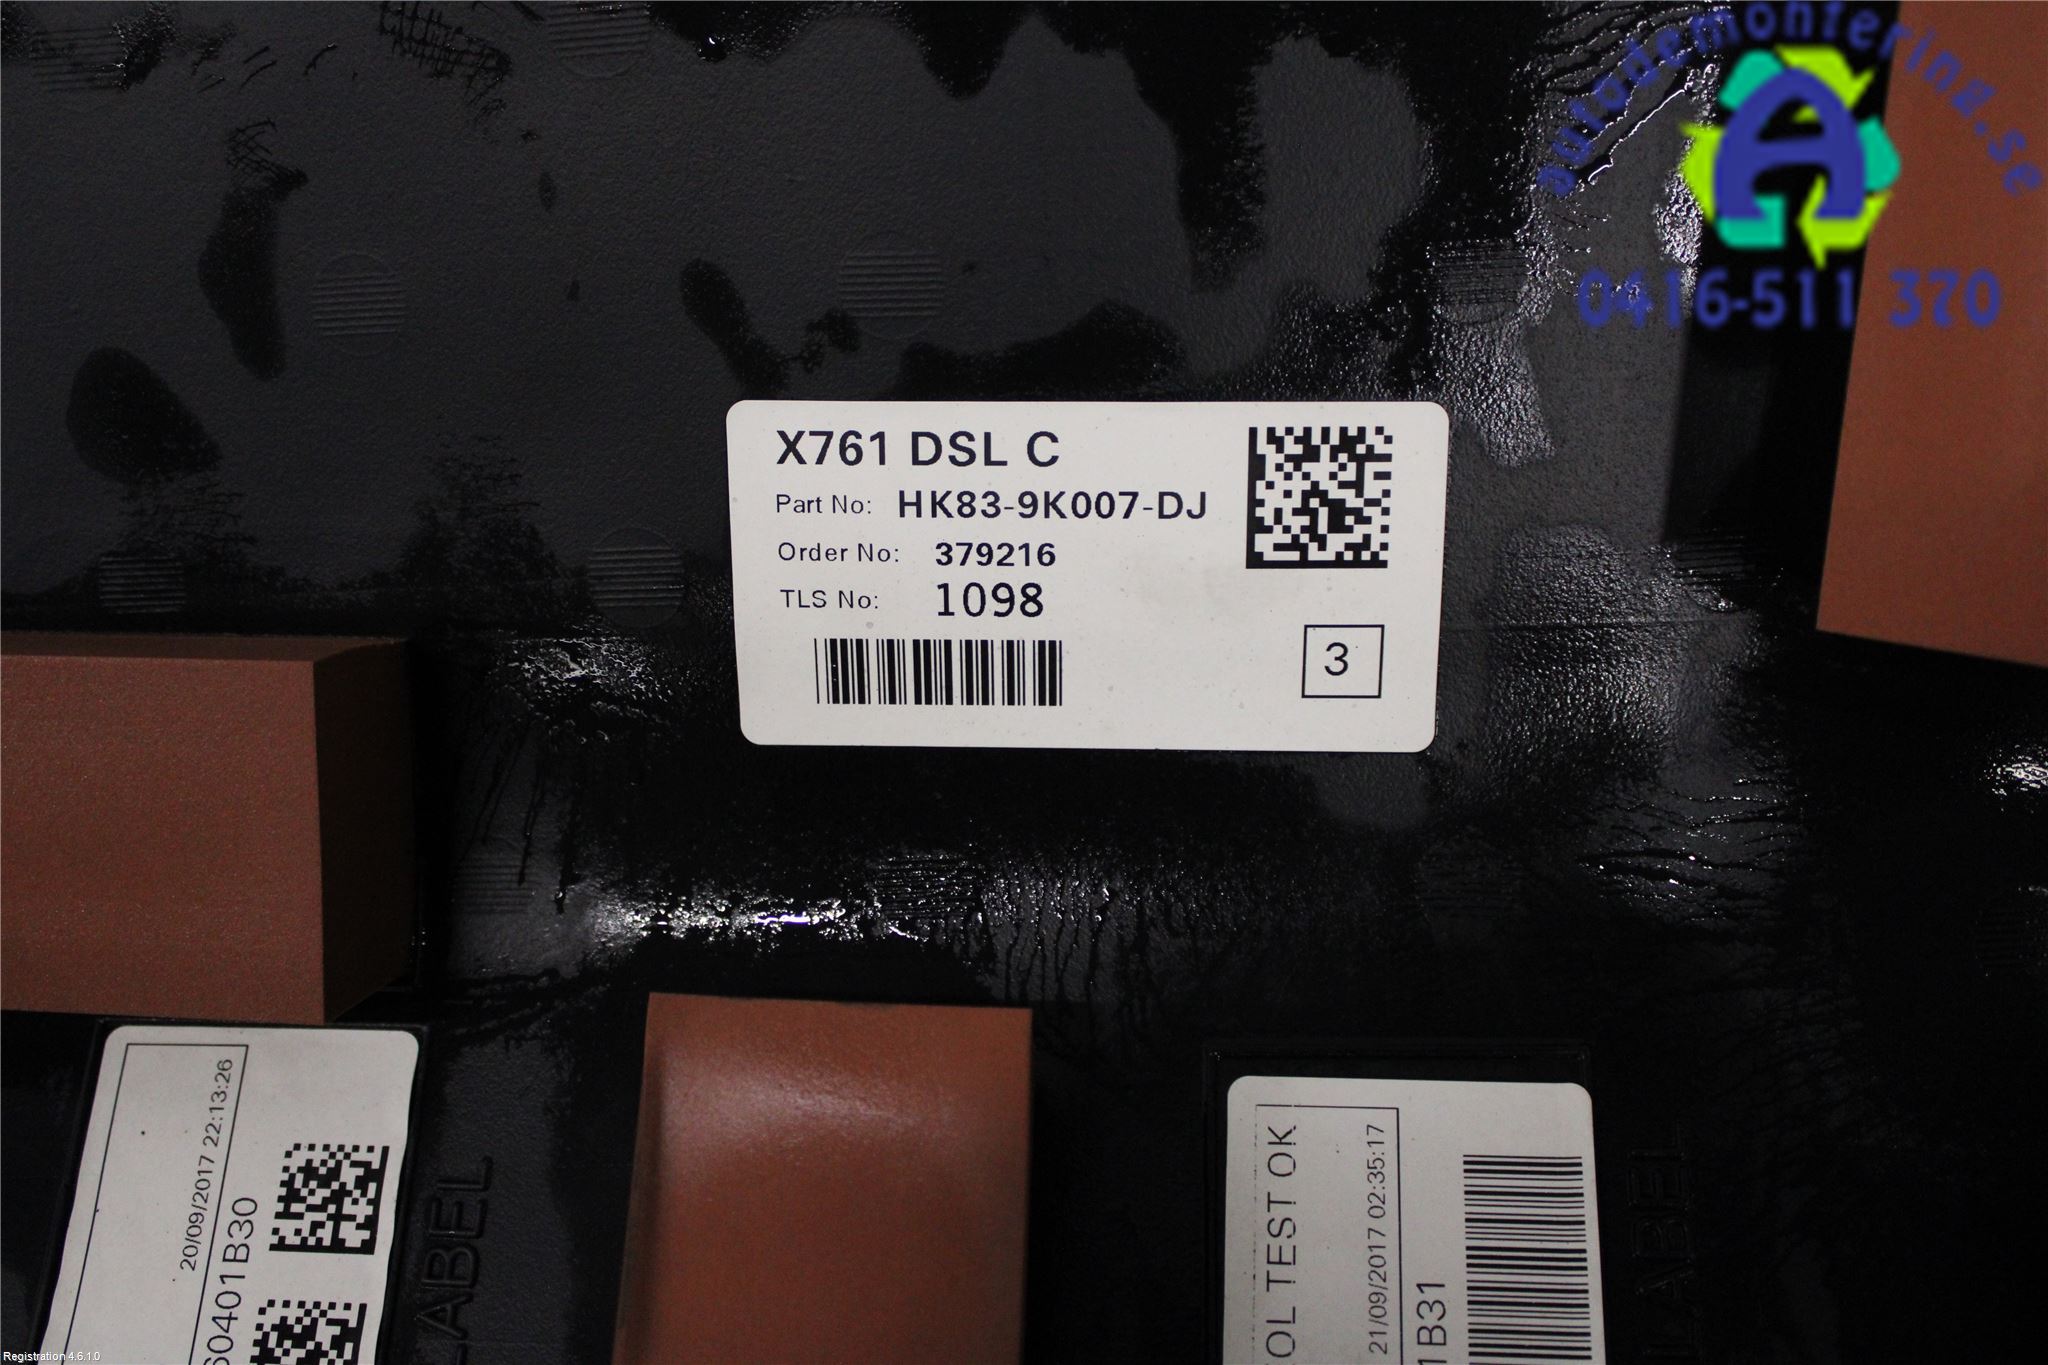 autodemontering.se
A
0416-511 370
X761 DSL C
Part No: HK83-9K007-DJ
Order No: 379216
TLS No: 1098
3
20/09/2017 22:13:26
60401B30
LABEL
OL TEST OK
21/09/2017 02:35:17
1B31
LABEL
Registration 4.6.1.0